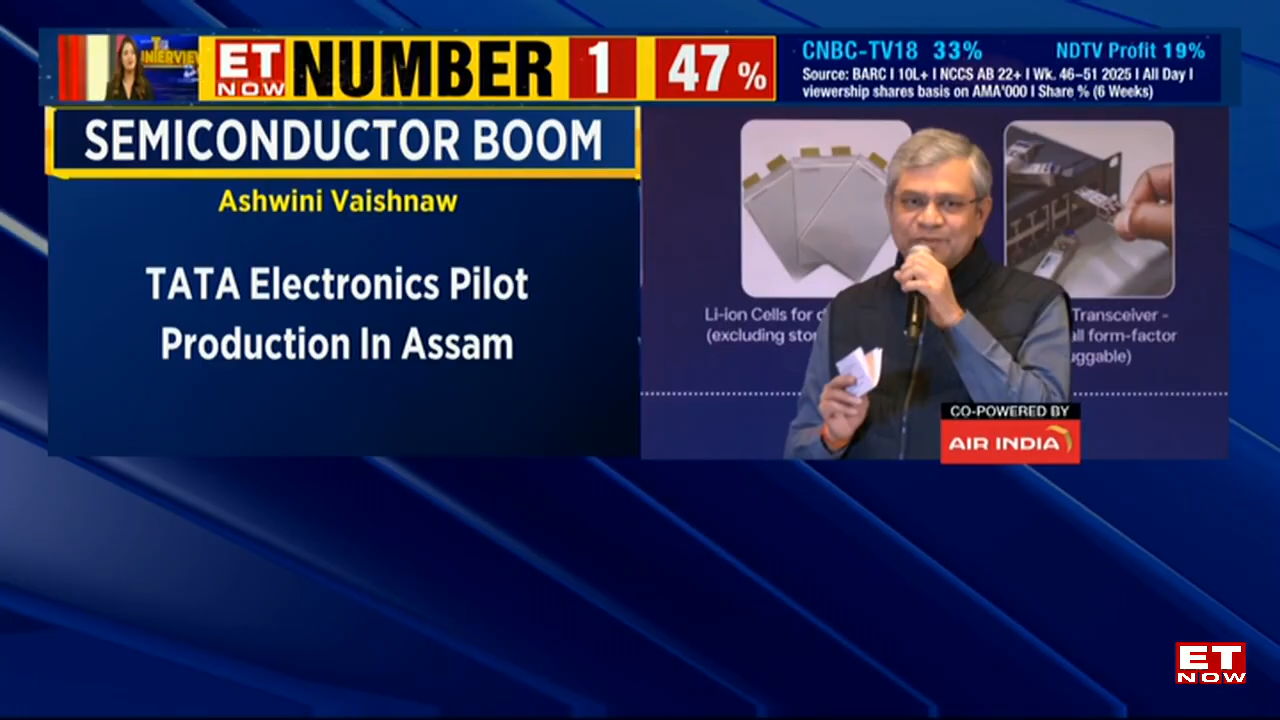 THE
INTERVIEW
ET
NOW
NUMBER 1 47%
CNBC-TV18 33% NDTV Profit 19%
Source: BARC I 10L+ I NCCS AB 22+ I Wk. 46-51 2025 I All Day I
viewership shares basis on AMA'000 I Share % (6 Weeks)
SEMICONDUCTOR BOOM
Ashwini Vaishnaw
TATA Electronics Pilot
Production In Assam
Li-ion Cells for
(excluding
Transceiver -
form-factor
CO-POWERED BY
AIR INDIA
ET
NOW